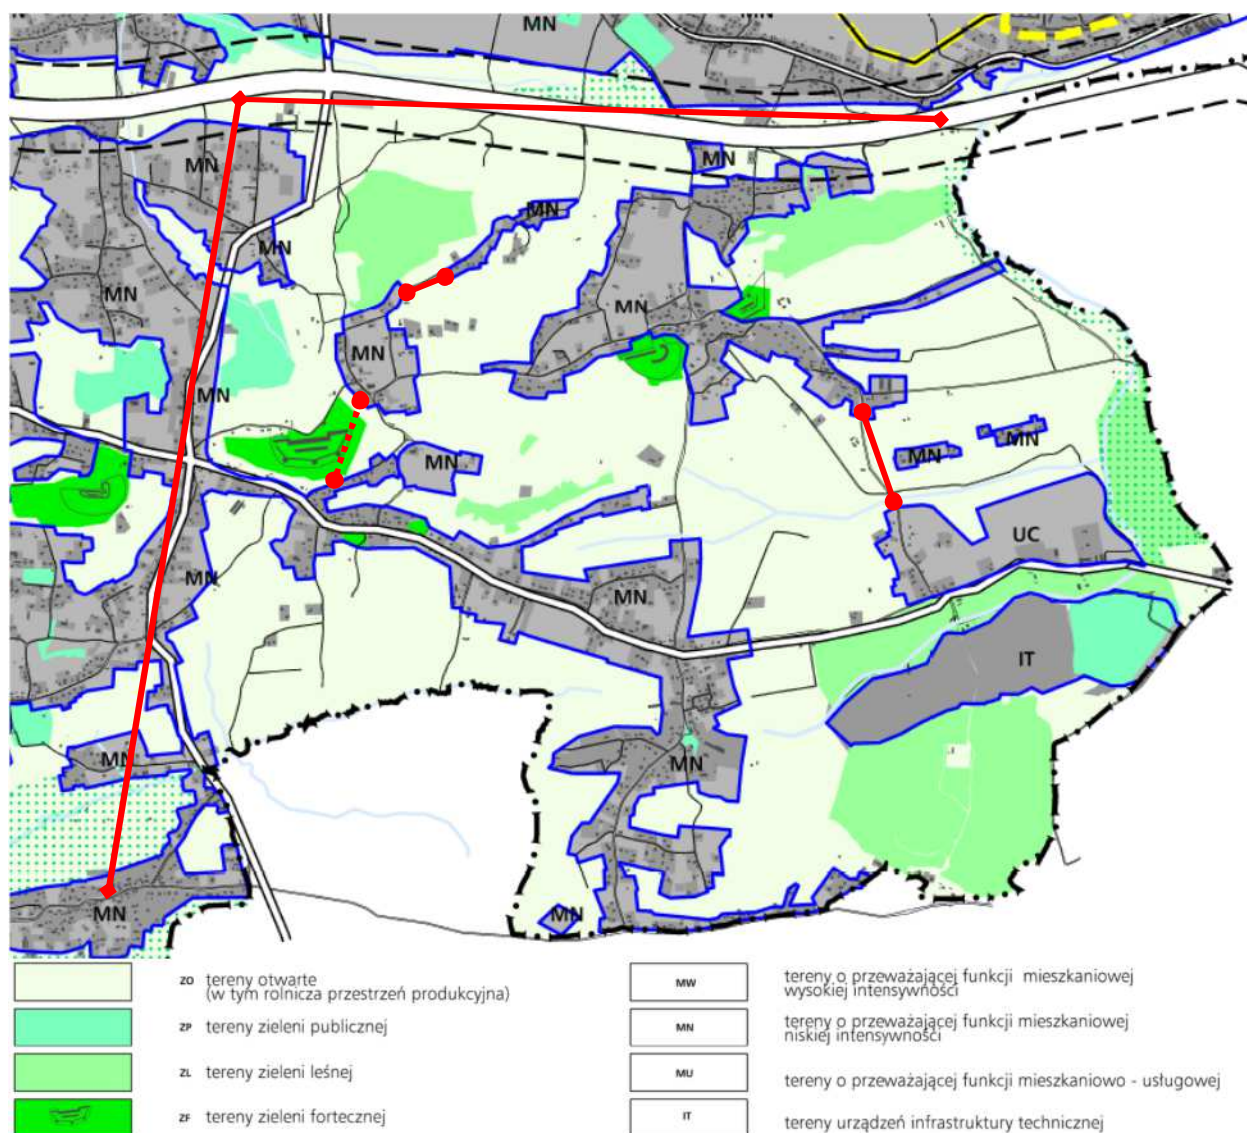 MN
MN
MN
MN
MN
MN
MN
MN
MN
MN
MN
MN
MN
MN
UC
MN
MN
IT
MN
MN
MN
MN
ZO tereny otwarte
(w tym rolnicza przestrzeń produkcyjna)
ZP tereny zieleni publicznej
ZL tereny zieleni leśnej
ZF tereny zieleni fortecznej
MW tereny o przeważającej funkcji mieszkaniowej
wysokiej intensywności
MN tereny o przeważającej funkcji mieszkaniowej
niskiej intensywności
MU tereny o przeważającej funkcji mieszkaniowo - usługowej
IT tereny urządzeń infrastruktury technicznej